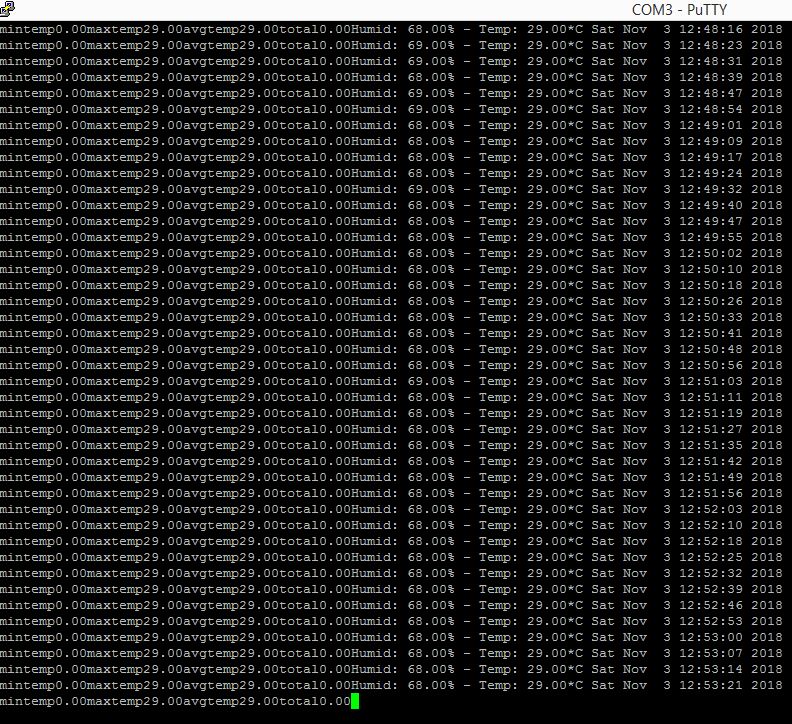 COM3 - PuTTY
mintemp0.00maxtemp29.00avgtemp29.00total0.00Humid: 68.00% - Temp: 29.00*C Sat Nov  3 12:48:16 2018
mintemp0.00maxtemp29.00avgtemp29.00total0.00Humid: 69.00% - Temp: 29.00*C Sat Nov  3 12:48:23 2018
mintemp0.00maxtemp29.00avgtemp29.00total0.00Humid: 68.00% - Temp: 29.00*C Sat Nov  3 12:48:31 2018
mintemp0.00maxtemp29.00avgtemp29.00total0.00Humid: 69.00% - Temp: 29.00*C Sat Nov  3 12:48:39 2018
mintemp0.00maxtemp29.00avgtemp29.00total0.00Humid: 69.00% - Temp: 29.00*C Sat Nov  3 12:48:47 2018
mintemp0.00maxtemp29.00avgtemp29.00total0.00Humid: 69.00% - Temp: 29.00*C Sat Nov  3 12:48:54 2018
mintemp0.00maxtemp29.00avgtemp29.00total0.00Humid: 68.00% - Temp: 29.00*C Sat Nov  3 12:49:01 2018
mintemp0.00maxtemp29.00avgtemp29.00total0.00Humid: 68.00% - Temp: 29.00*C Sat Nov  3 12:49:09 2018
mintemp0.00maxtemp29.00avgtemp29.00total0.00Humid: 68.00% - Temp: 29.00*C Sat Nov  3 12:49:17 2018
mintemp0.00maxtemp29.00avgtemp29.00total0.00Humid: 68.00% - Temp: 29.00*C Sat Nov  3 12:49:24 2018
mintemp0.00maxtemp29.00avgtemp29.00total0.00Humid: 69.00% - Temp: 29.00*C Sat Nov  3 12:49:32 2018
mintemp0.00maxtemp29.00avgtemp29.00total0.00Humid: 68.00% - Temp: 29.00*C Sat Nov  3 12:49:40 2018
mintemp0.00maxtemp29.00avgtemp29.00total0.00Humid: 68.00% - Temp: 29.00*C Sat Nov  3 12:49:47 2018
mintemp0.00maxtemp29.00avgtemp29.00total0.00Humid: 68.00% - Temp: 29.00*C Sat Nov  3 12:49:55 2018
mintemp0.00maxtemp29.00avgtemp29.00total0.00Humid: 68.00% - Temp: 29.00*C Sat Nov  3 12:50:02 2018
mintemp0.00maxtemp29.00avgtemp29.00total0.00Humid: 68.00% - Temp: 29.00*C Sat Nov  3 12:50:10 2018
mintemp0.00maxtemp29.00avgtemp29.00total0.00Humid: 68.00% - Temp: 29.00*C Sat Nov  3 12:50:18 2018
mintemp0.00maxtemp29.00avgtemp29.00total0.00Humid: 68.00% - Temp: 29.00*C Sat Nov  3 12:50:26 2018
mintemp0.00maxtemp29.00avgtemp29.00total0.00Humid: 68.00% - Temp: 29.00*C Sat Nov  3 12:50:33 2018
mintemp0.00maxtemp29.00avgtemp29.00total0.00Humid: 68.00% - Temp: 29.00*C Sat Nov  3 12:50:41 2018
mintemp0.00maxtemp29.00avgtemp29.00total0.00Humid: 68.00% - Temp: 29.00*C Sat Nov  3 12:50:48 2018
mintemp0.00maxtemp29.00avgtemp29.00total0.00Humid: 68.00% - Temp: 29.00*C Sat Nov  3 12:50:56 2018
mintemp0.00maxtemp29.00avgtemp29.00total0.00Humid: 69.00% - Temp: 29.00*C Sat Nov  3 12:51:03 2018
mintemp0.00maxtemp29.00avgtemp29.00total0.00Humid: 68.00% - Temp: 29.00*C Sat Nov  3 12:51:11 2018
mintemp0.00maxtemp29.00avgtemp29.00total0.00Humid: 68.00% - Temp: 29.00*C Sat Nov  3 12:51:19 2018
mintemp0.00maxtemp29.00avgtemp29.00total0.00Humid: 68.00% - Temp: 29.00*C Sat Nov  3 12:51:27 2018
mintemp0.00maxtemp29.00avgtemp29.00total0.00Humid: 68.00% - Temp: 29.00*C Sat Nov  3 12:51:35 2018
mintemp0.00maxtemp29.00avgtemp29.00total0.00Humid: 68.00% - Temp: 29.00*C Sat Nov  3 12:51:42 2018
mintemp0.00maxtemp29.00avgtemp29.00total0.00Humid: 68.00% - Temp: 29.00*C Sat Nov  3 12:51:49 2018
mintemp0.00maxtemp29.00avgtemp29.00total0.00Humid: 68.00% - Temp: 29.00*C Sat Nov  3 12:51:56 2018
mintemp0.00maxtemp29.00avgtemp29.00total0.00Humid: 68.00% - Temp: 29.00*C Sat Nov  3 12:52:03 2018
mintemp0.00maxtemp29.00avgtemp29.00total0.00Humid: 68.00% - Temp: 29.00*C Sat Nov  3 12:52:10 2018
mintemp0.00maxtemp29.00avgtemp29.00total0.00Humid: 68.00% - Temp: 29.00*C Sat Nov  3 12:52:18 2018
mintemp0.00maxtemp29.00avgtemp29.00total0.00Humid: 68.00% - Temp: 29.00*C Sat Nov  3 12:52:25 2018
mintemp0.00maxtemp29.00avgtemp29.00total0.00Humid: 68.00% - Temp: 29.00*C Sat Nov  3 12:52:32 2018
mintemp0.00maxtemp29.00avgtemp29.00total0.00Humid: 68.00% - Temp: 29.00*C Sat Nov  3 12:52:39 2018
mintemp0.00maxtemp29.00avgtemp29.00total0.00Humid: 68.00% - Temp: 29.00*C Sat Nov  3 12:52:46 2018
mintemp0.00maxtemp29.00avgtemp29.00total0.00Humid: 68.00% - Temp: 29.00*C Sat Nov  3 12:52:53 2018
mintemp0.00maxtemp29.00avgtemp29.00total0.00Humid: 68.00% - Temp: 29.00*C Sat Nov  3 12:53:00 2018
mintemp0.00maxtemp29.00avgtemp29.00total0.00Humid: 68.00% - Temp: 29.00*C Sat Nov  3 12:53:07 2018
mintemp0.00maxtemp29.00avgtemp29.00total0.00Humid: 68.00% - Temp: 29.00*C Sat Nov  3 12:53:14 2018
mintemp0.00maxtemp29.00avgtemp29.00total0.00Humid: 68.00% - Temp: 29.00*C Sat Nov  3 12:53:21 2018
mintemp0.00maxtemp29.00avgtemp29.00total0.00